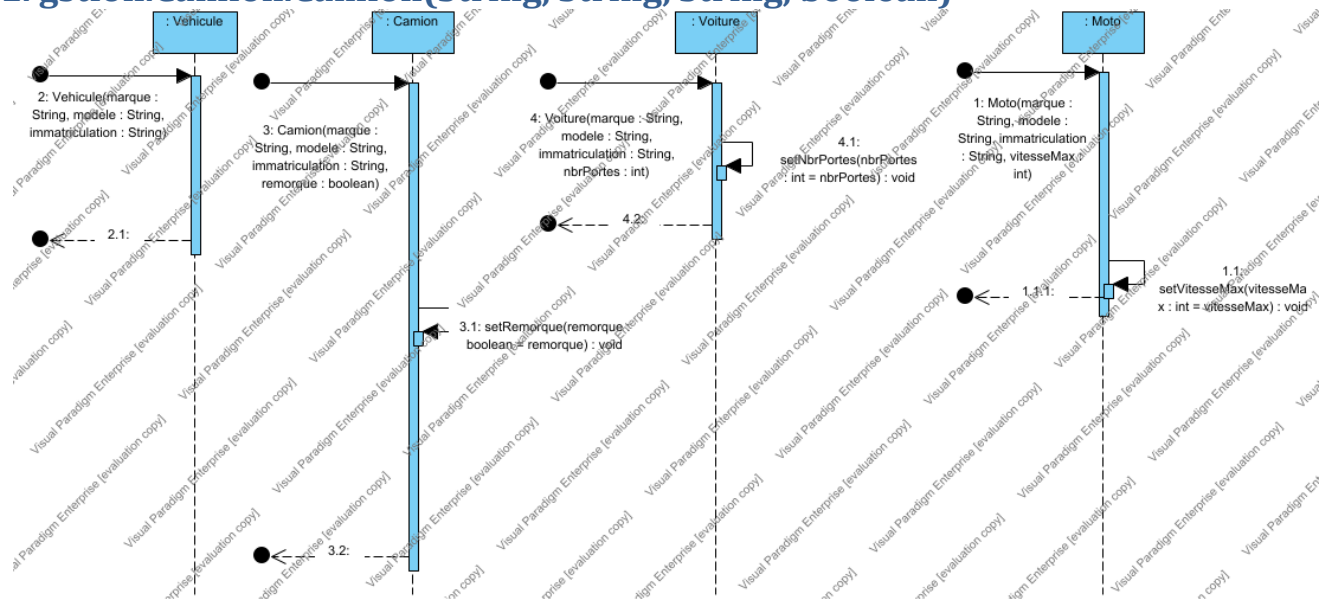 : Vehicule
: Camion
: Voiture
: Moto
2: Vehicule(marque :
String, modele : String,
immatriculation : String)
2.1:
3: Camion(marque :
String, modele : String,
immatriculation : String,
remorque : boolean)
3.1: setRemorque(remorque :
boolean = remorque) : void
3.2:
4: Voiture(marque : String,
modele : String,
immatriculation : String,
nbrPortes : int)
4.1:
setNbrPortes(nbrPortes
: int = nbrPortes) : void
4.2:
1: Moto(marque :
String, modele :
String, immatriculation
: String, vitesseMax :
int)
1.1:
setVitesseMax(vitesseMa
x : int = vitesseMax) : void
1.1.1:
Visual Paradigm Enterprise [evaluation copy]